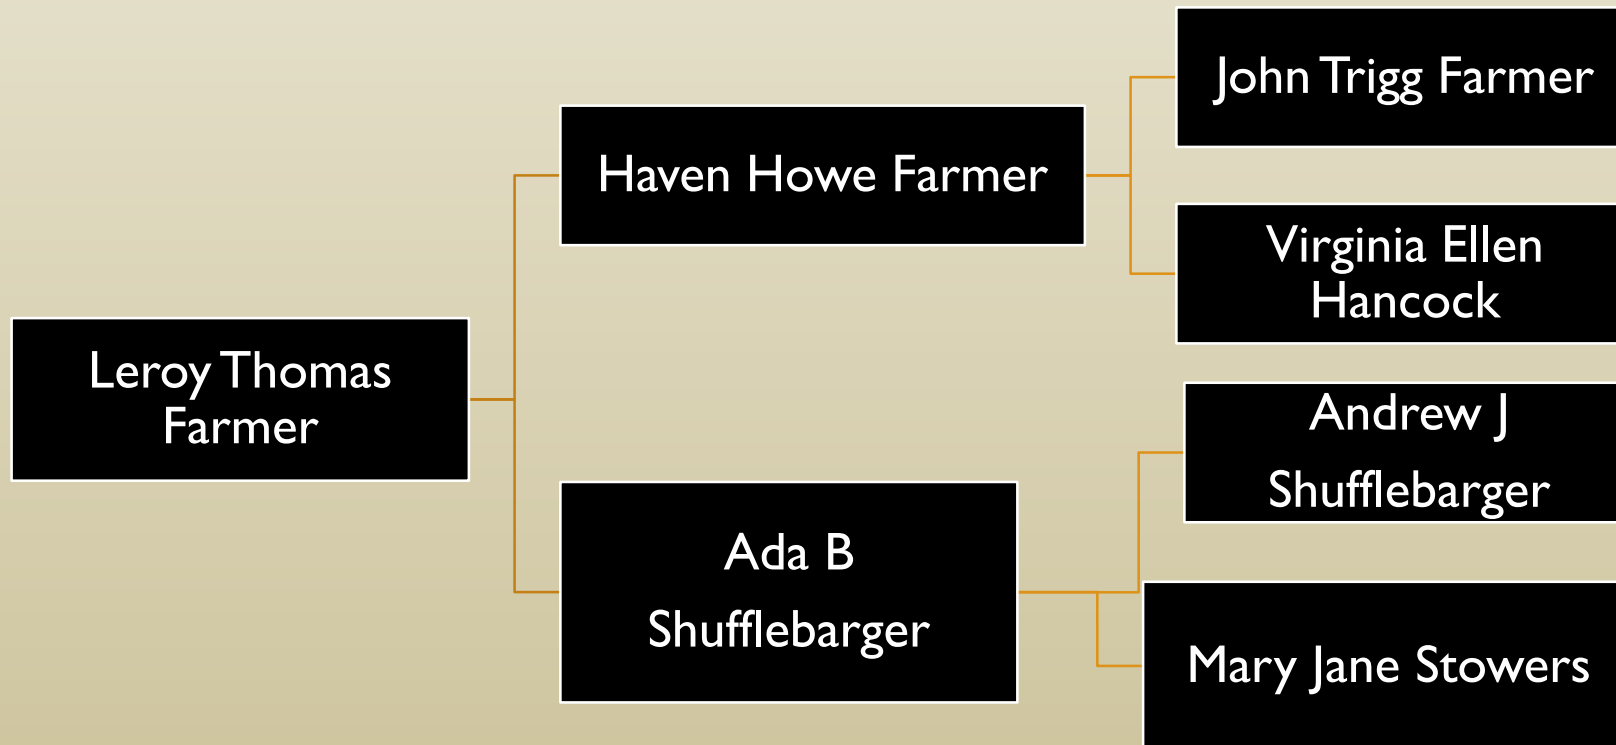 John Trigg Farmer
Haven Howe Farmer
Virginia Ellen
Hancock
Leroy Thomas
Farmer
Andrew J
Shufflebarger
Ada B
Shufflebarger
Mary Jane Stowers